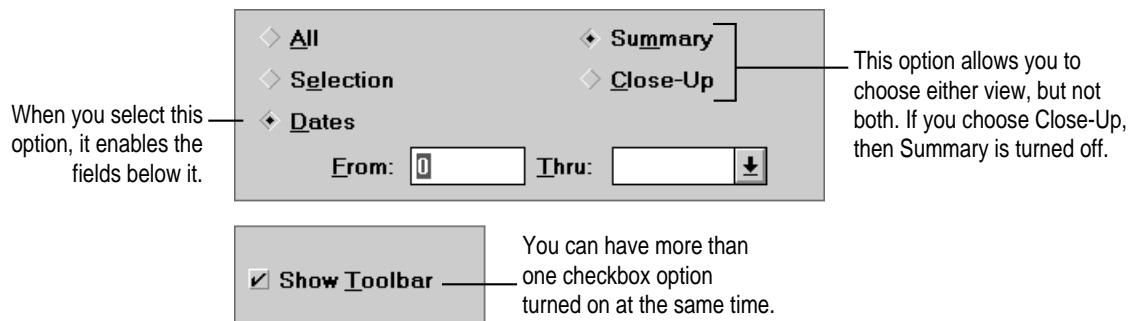 All
Summary
Selection
Close-Up
Dates
From: 0 Thru:
This option allows you to
choose either view, but not
both. If you choose Close-Up,
then Summary is turned off.
When you select this
option, it enables the
fields below it.
Show Toolbar
You can have more than
one checkbox option
turned on at the same time.